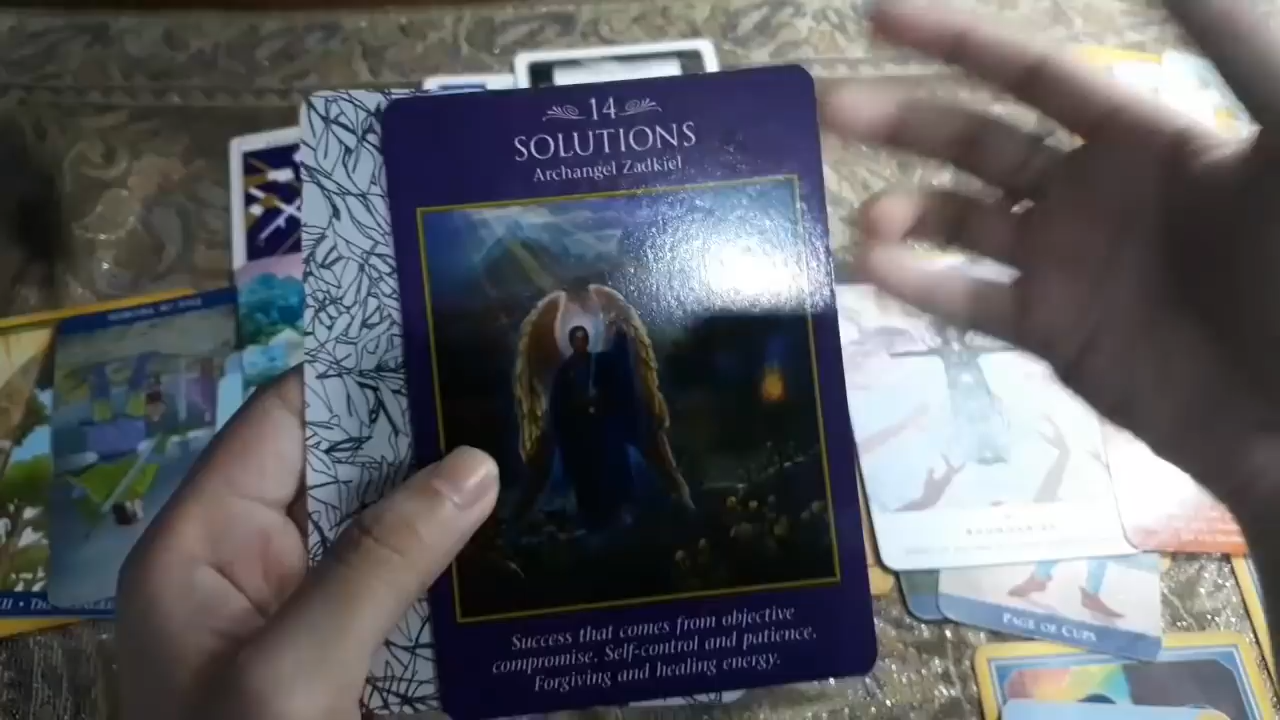 14
SOLUTIONS
Archangel Zadkiel
Success that comes from objective
compromise. Self-control and patience.
Forgiving and healing energy.
PAGE OF CUPS